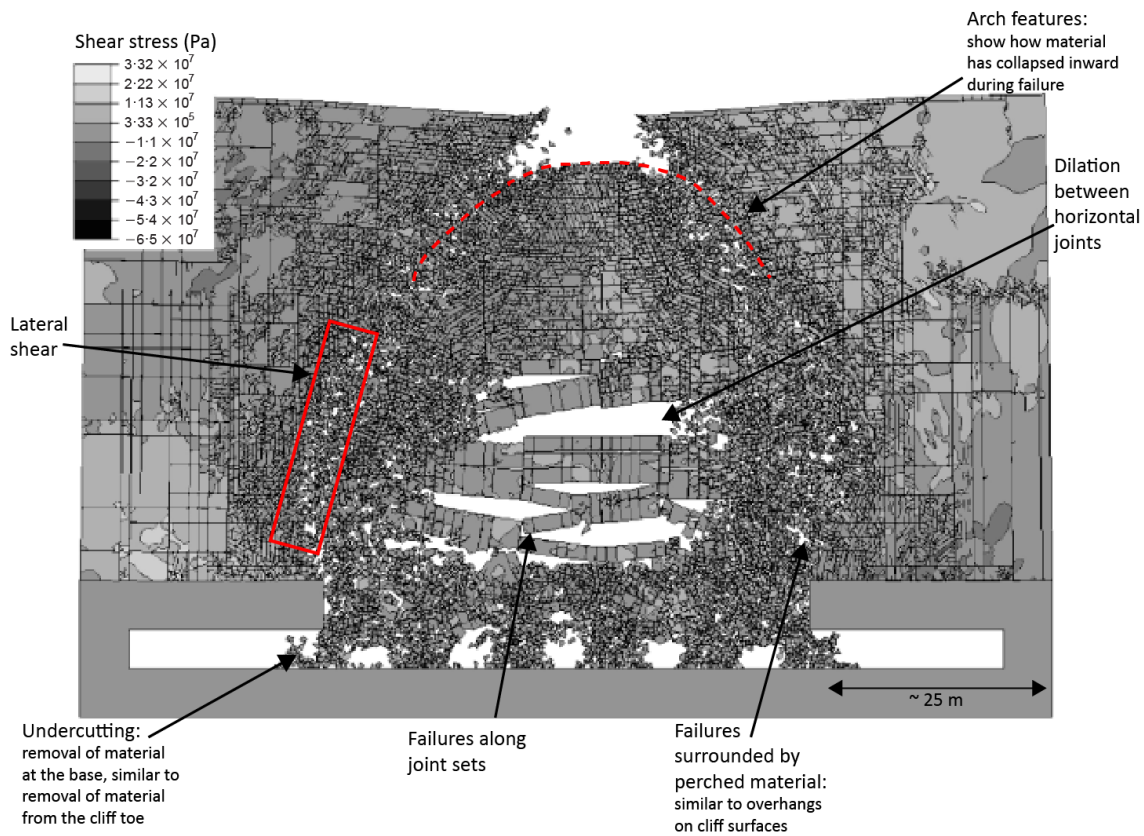 Arch features:
show how material
has collapsed inward
during failure
Shear stress (Pa)
3·32 × 10⁷
2·22 × 10⁷
1·13 × 10⁷
3·33 × 10⁵
−1·1 × 10⁷
−2·2 × 10⁷
−3·2 × 10⁷
−4·3 × 10⁷
−5·4 × 10⁷
−6·5 × 10⁷
Dilation
between
horizontal
joints
Lateral
shear
~ 25 m
Undercutting:
removal of material
at the base, similar to
removal of material
from the cliff toe
Failures along
joint sets
Failures
surrounded by
perched material:
similar to overhangs
on cliff surfaces